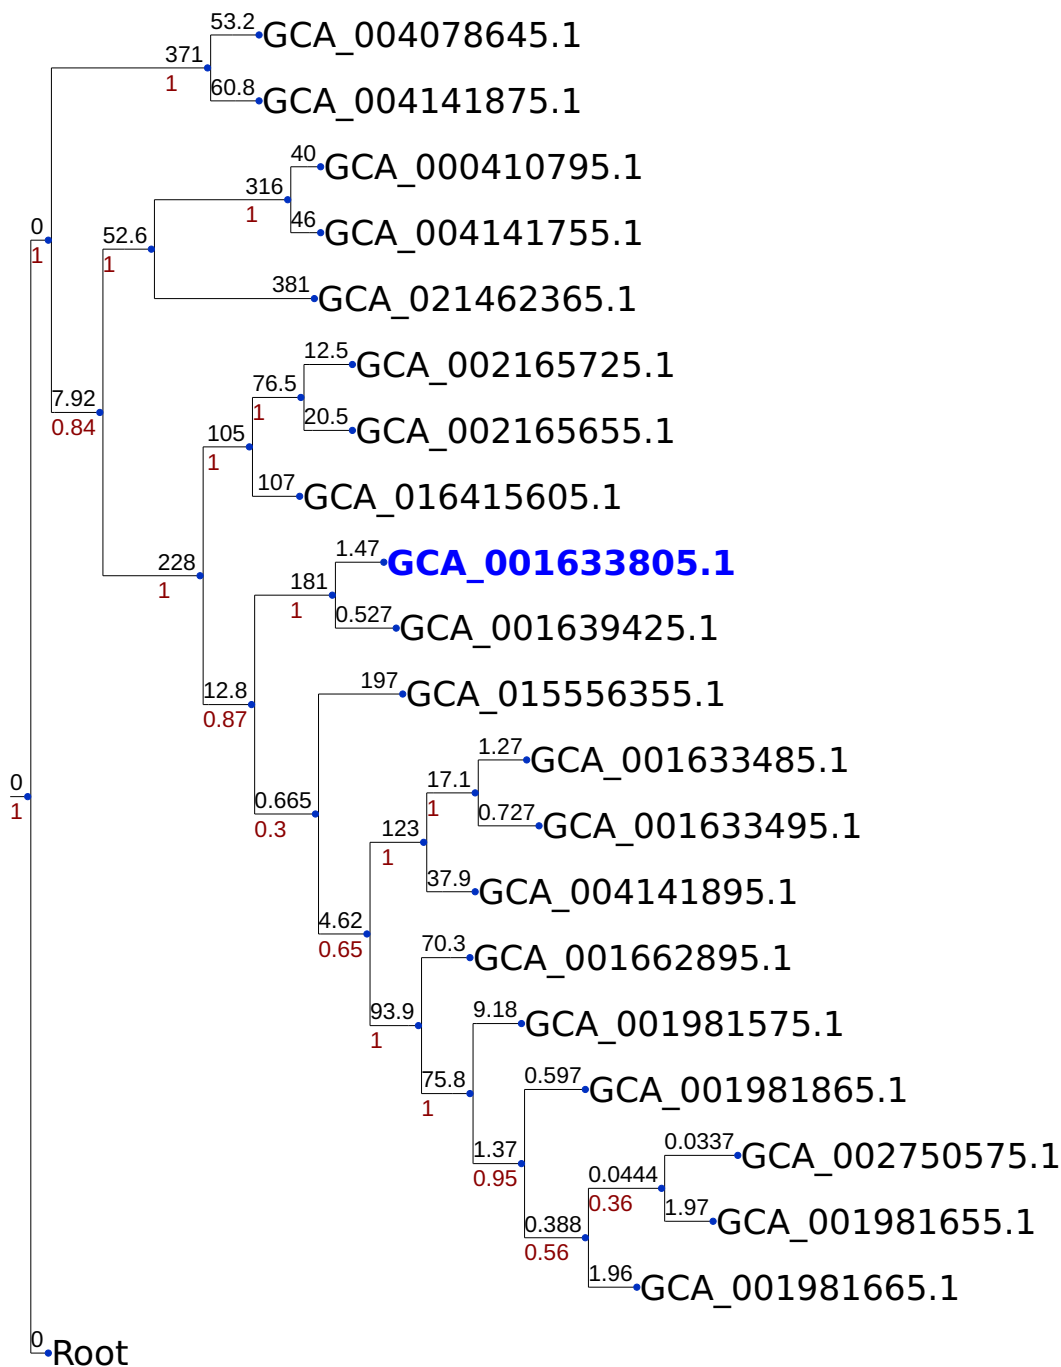 53.2
GCA_004078645.1
371
1
60.8
GCA_004141875.1
40
GCA_000410795.1
316
1
46
GCA_004141755.1
0
1
52.6
1
381
GCA_021462365.1
12.5
GCA_002165725.1
76.5
1
20.5
GCA_002165655.1
7.92
0.84
105
1
107
GCA_016415605.1
1.47
GCA_001633805.1
228
1
181
1
0.527
GCA_001639425.1
12.8
0.87
197
GCA_015556355.1
1.27
GCA_001633485.1
0
1
17.1
1
0.665
0.3
0.727
GCA_001633495.1
123
1
37.9
GCA_004141895.1
4.62
0.65
70.3
GCA_001662895.1
93.9
1
9.18
GCA_001981575.1
75.8
1
0.597
GCA_001981865.1
1.37
0.95
0.0337
GCA_002750575.1
0.0444
0.36
1.97
GCA_001981655.1
0.388
0.56
1.96
GCA_001981665.1
0
Root